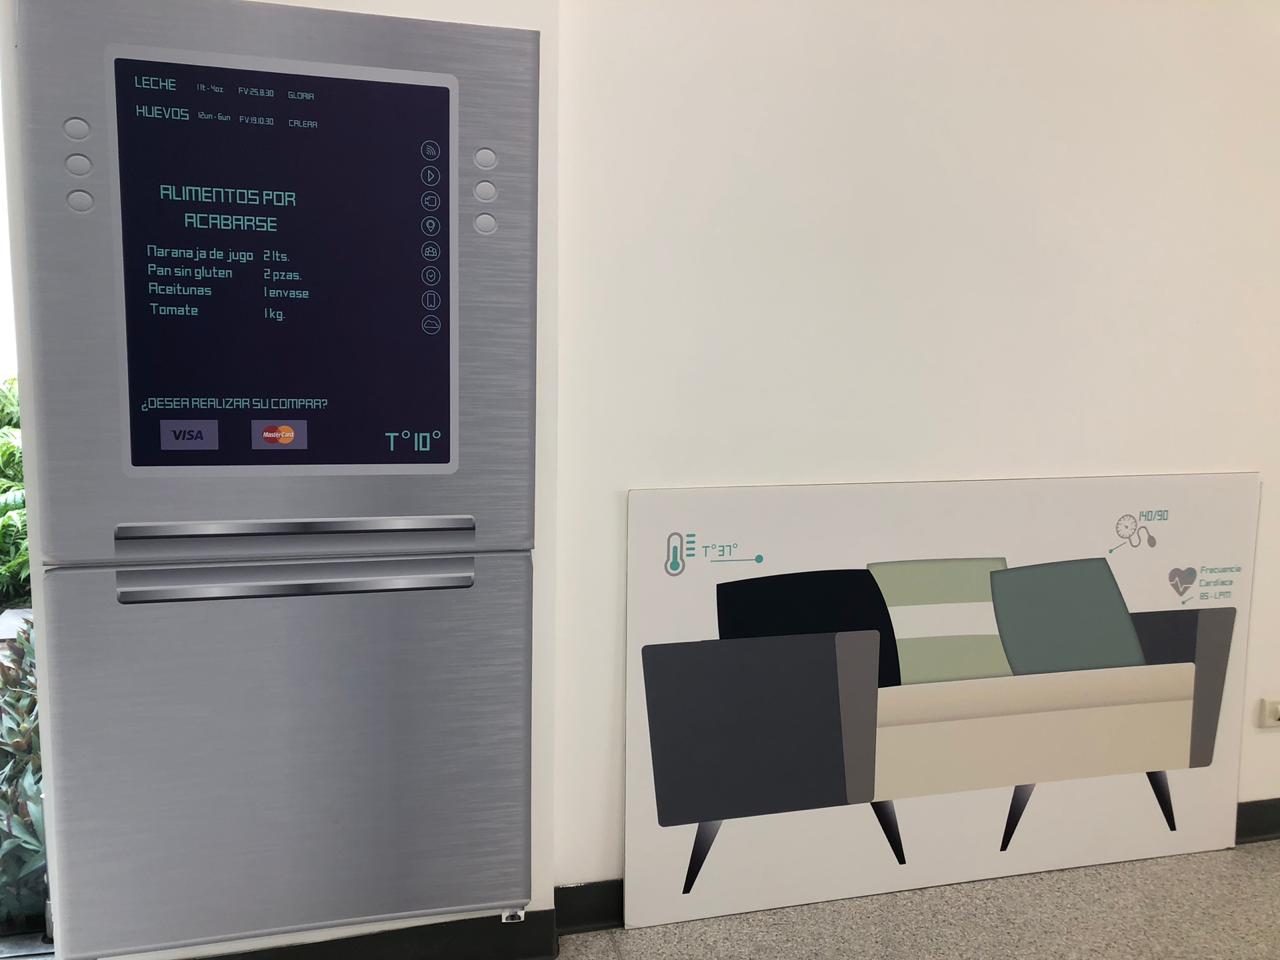 LECHE 1lt-4oz FV:25.8.30 GLORIA
HUEVOS 12un-6un FV:19.10.30 CALERA
ALIMENTOS POR
ACABARSE
Naranaja de jugo 2 lts.
Pan sin gluten 2 pzas.
Aceitunas 1 envase
Tomate 1 kg.
¿DESEA REALIZAR SU COMPRA?
VISA MasterCard
T°10°
T°37°
140/90
Frecuencia
Cardiaca
85-LPM